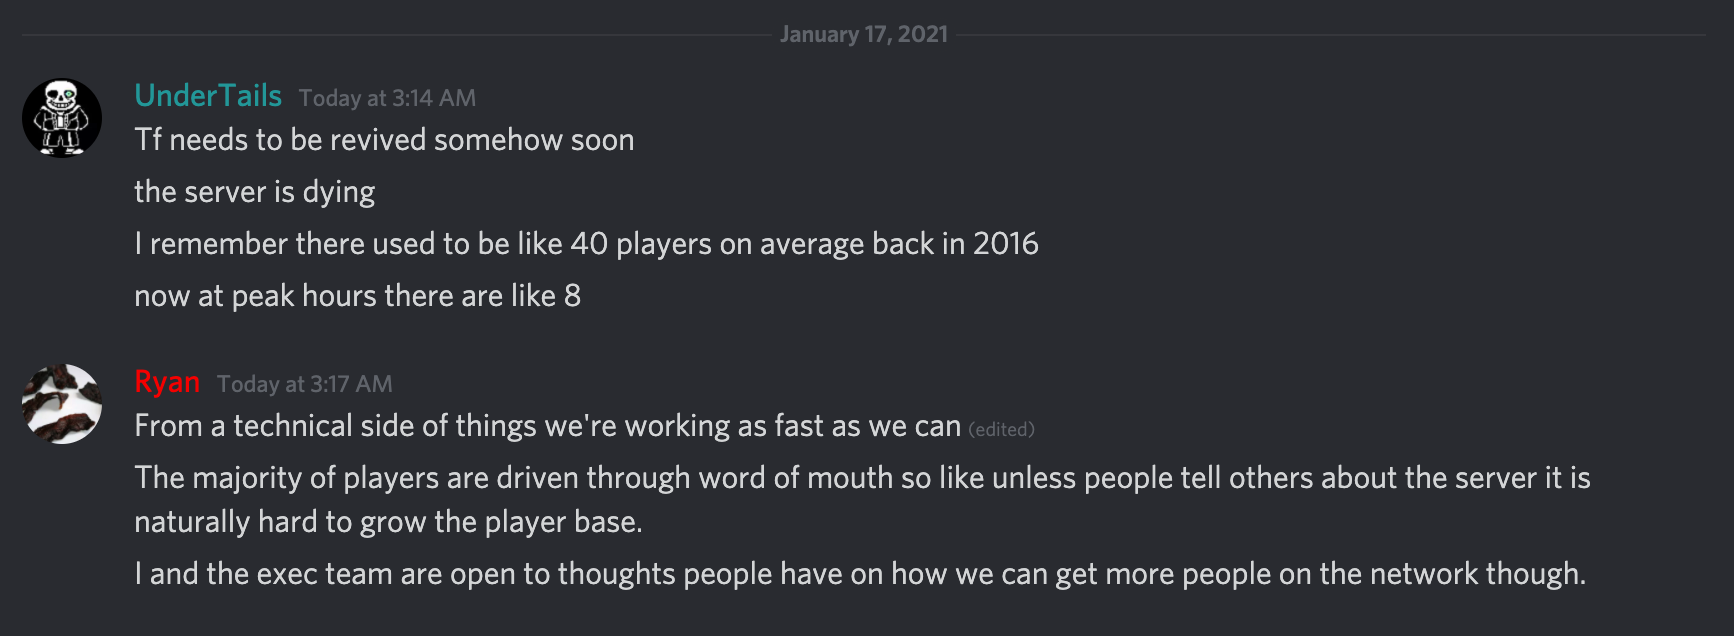 January 17, 2021
UnderTails Today at 3:14 AM
Tf needs to be revived somehow soon
the server is dying
I remember there used to be like 40 players on average back in 2016
now at peak hours there are like 8
Ryan Today at 3:17 AM
From a technical side of things we're working as fast as we can (edited)
The majority of players are driven through word of mouth so like unless people tell others about the server it is
naturally hard to grow the player base.
I and the exec team are open to thoughts people have on how we can get more people on the network though.